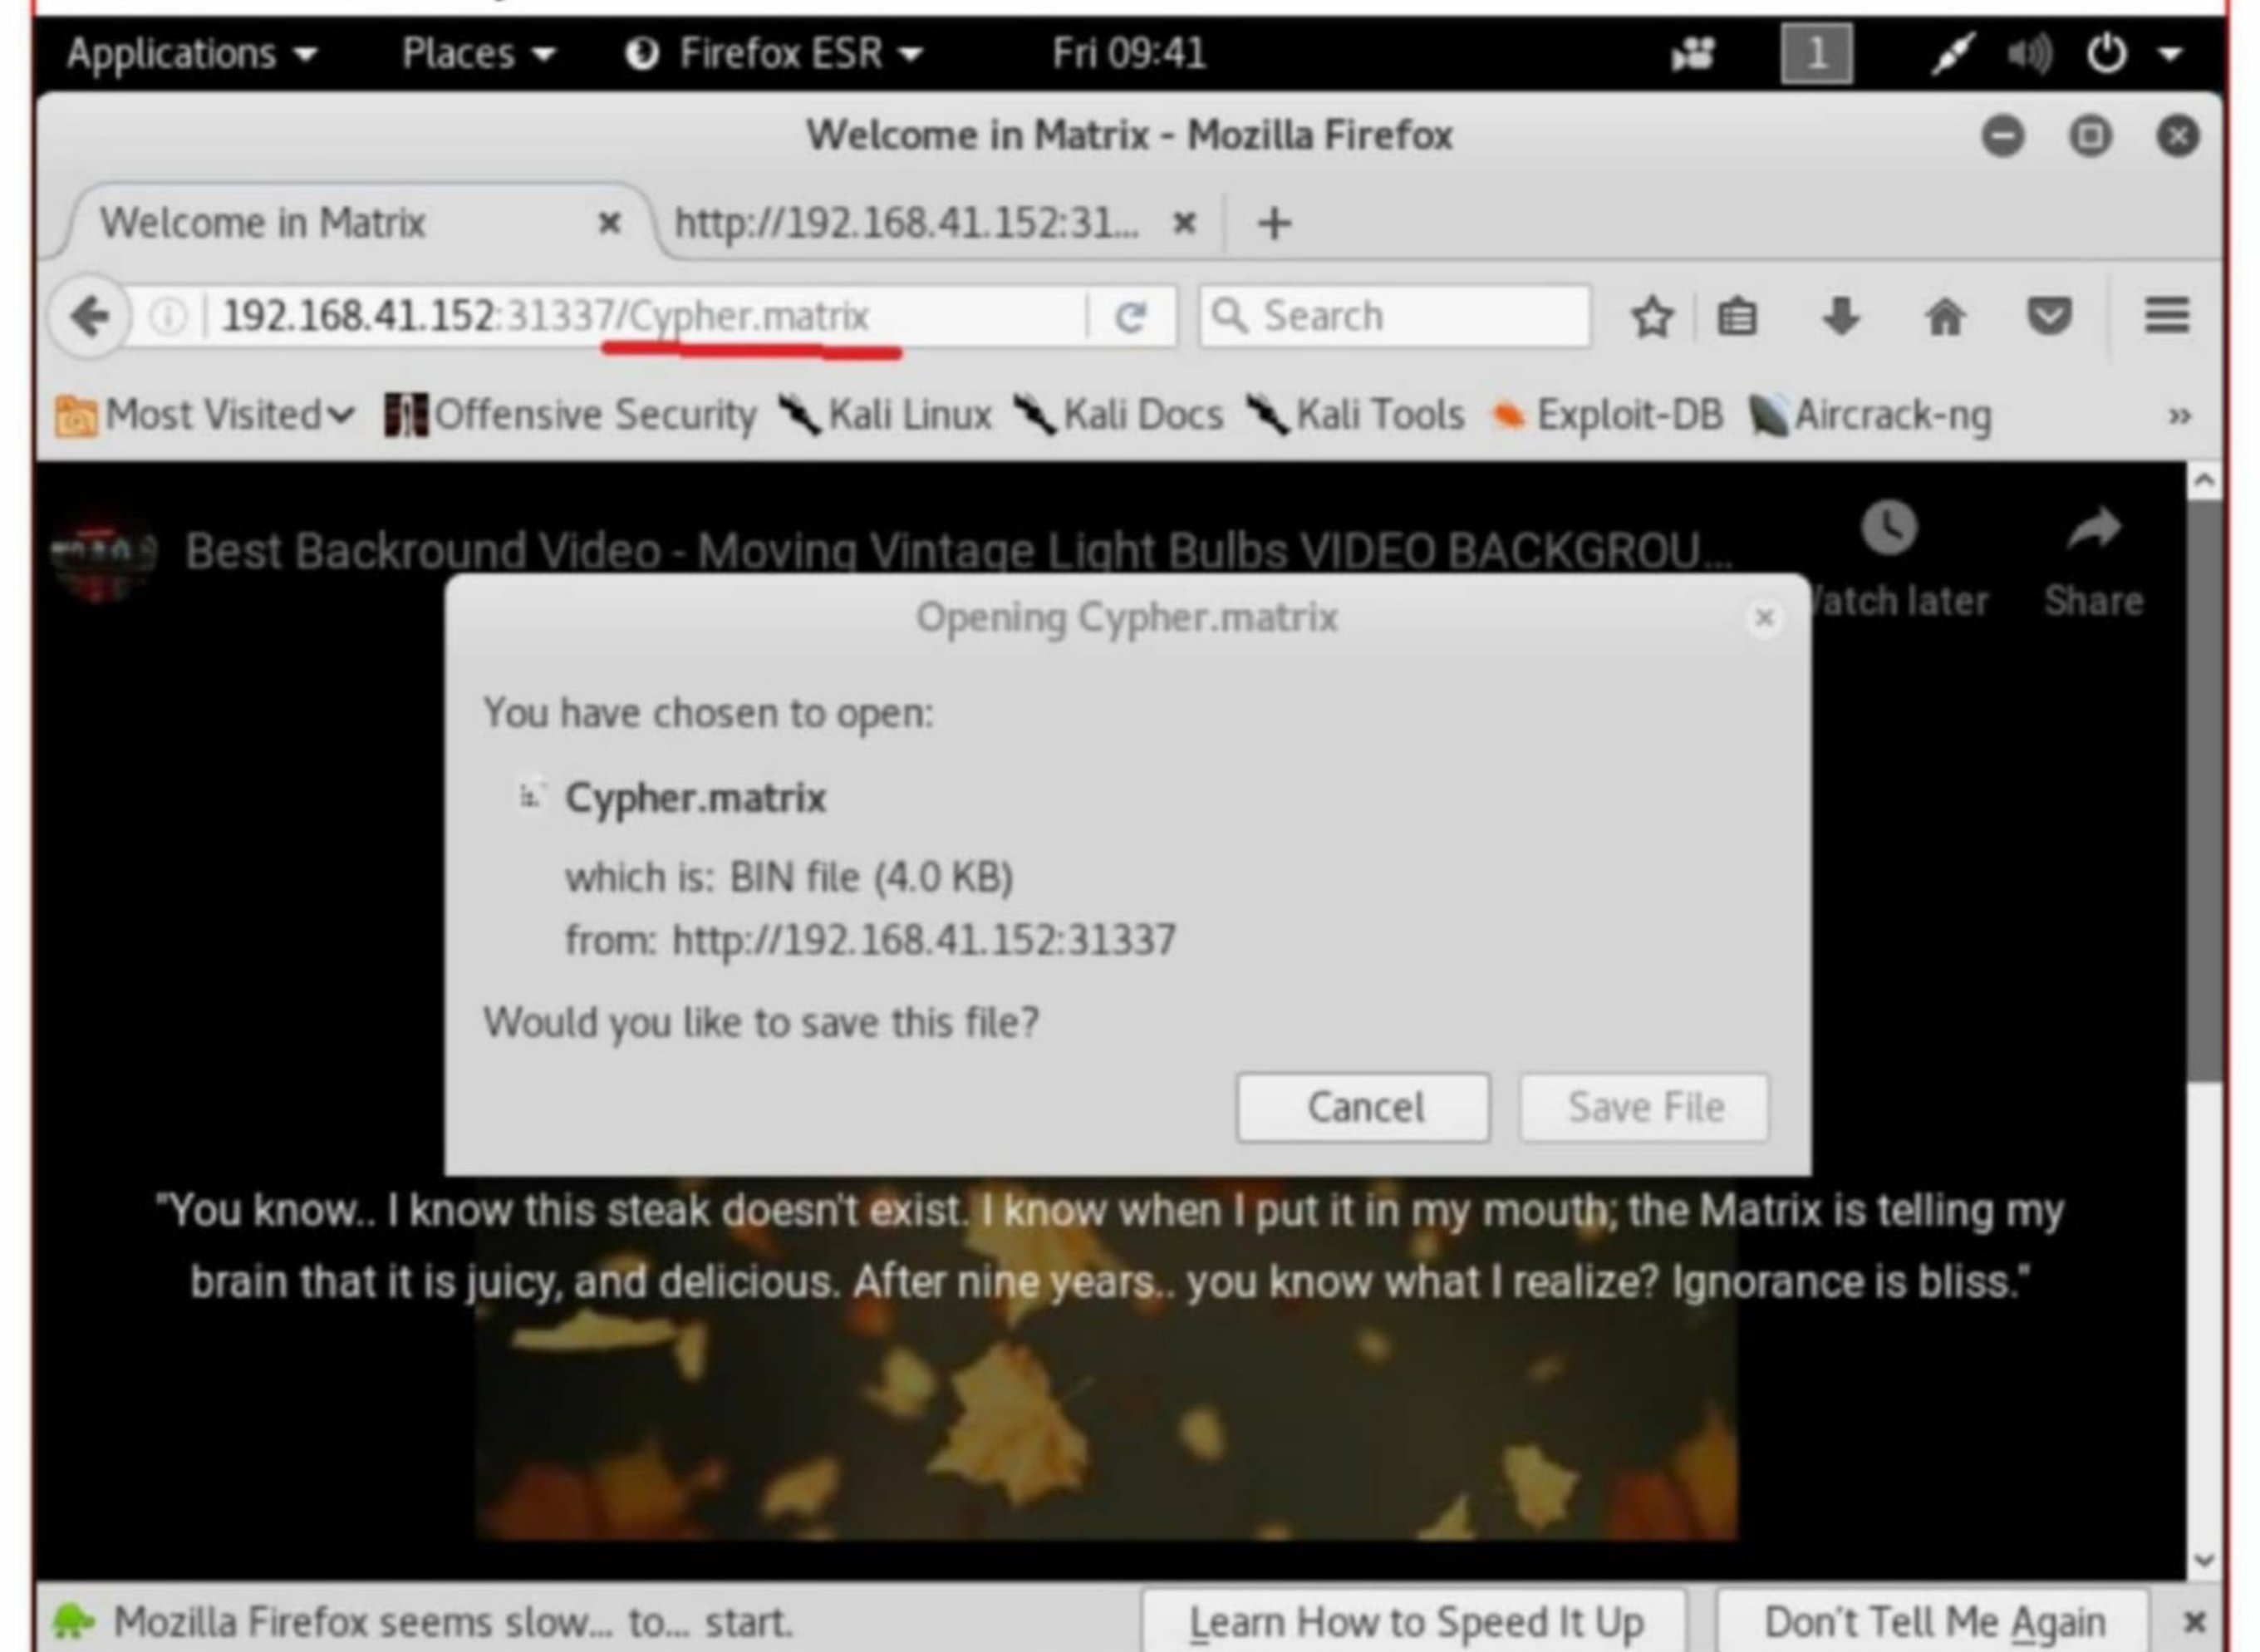 Applications Places Firefox ESR Fri 09:41 1
Welcome in Matrix - Mozilla Firefox
Welcome in Matrix http://192.168.41.152:31...
192.168.41.152:31337/Cypher.matrix Search
Most Visited Offensive Security Kali Linux Kali Docs Kali Tools Exploit-DB Aircrack-ng »
Best Backround Video - Moving Vintage Light Bulbs VIDEO BACKGROU...
atch later Share
Opening Cypher.matrix
You have chosen to open:
Cypher.matrix
which is: BIN file (4.0 KB)
from: http://192.168.41.152:31337
Would you like to save this file?
Cancel Save File
"You know.. I know this steak doesn't exist. I know when I put it in my mouth; the Matrix is telling my
brain that it is juicy, and delicious. After nine years.. you know what I realize? Ignorance is bliss."
Mozilla Firefox seems slow... to... start. Learn How to Speed It Up Don't Tell Me Again